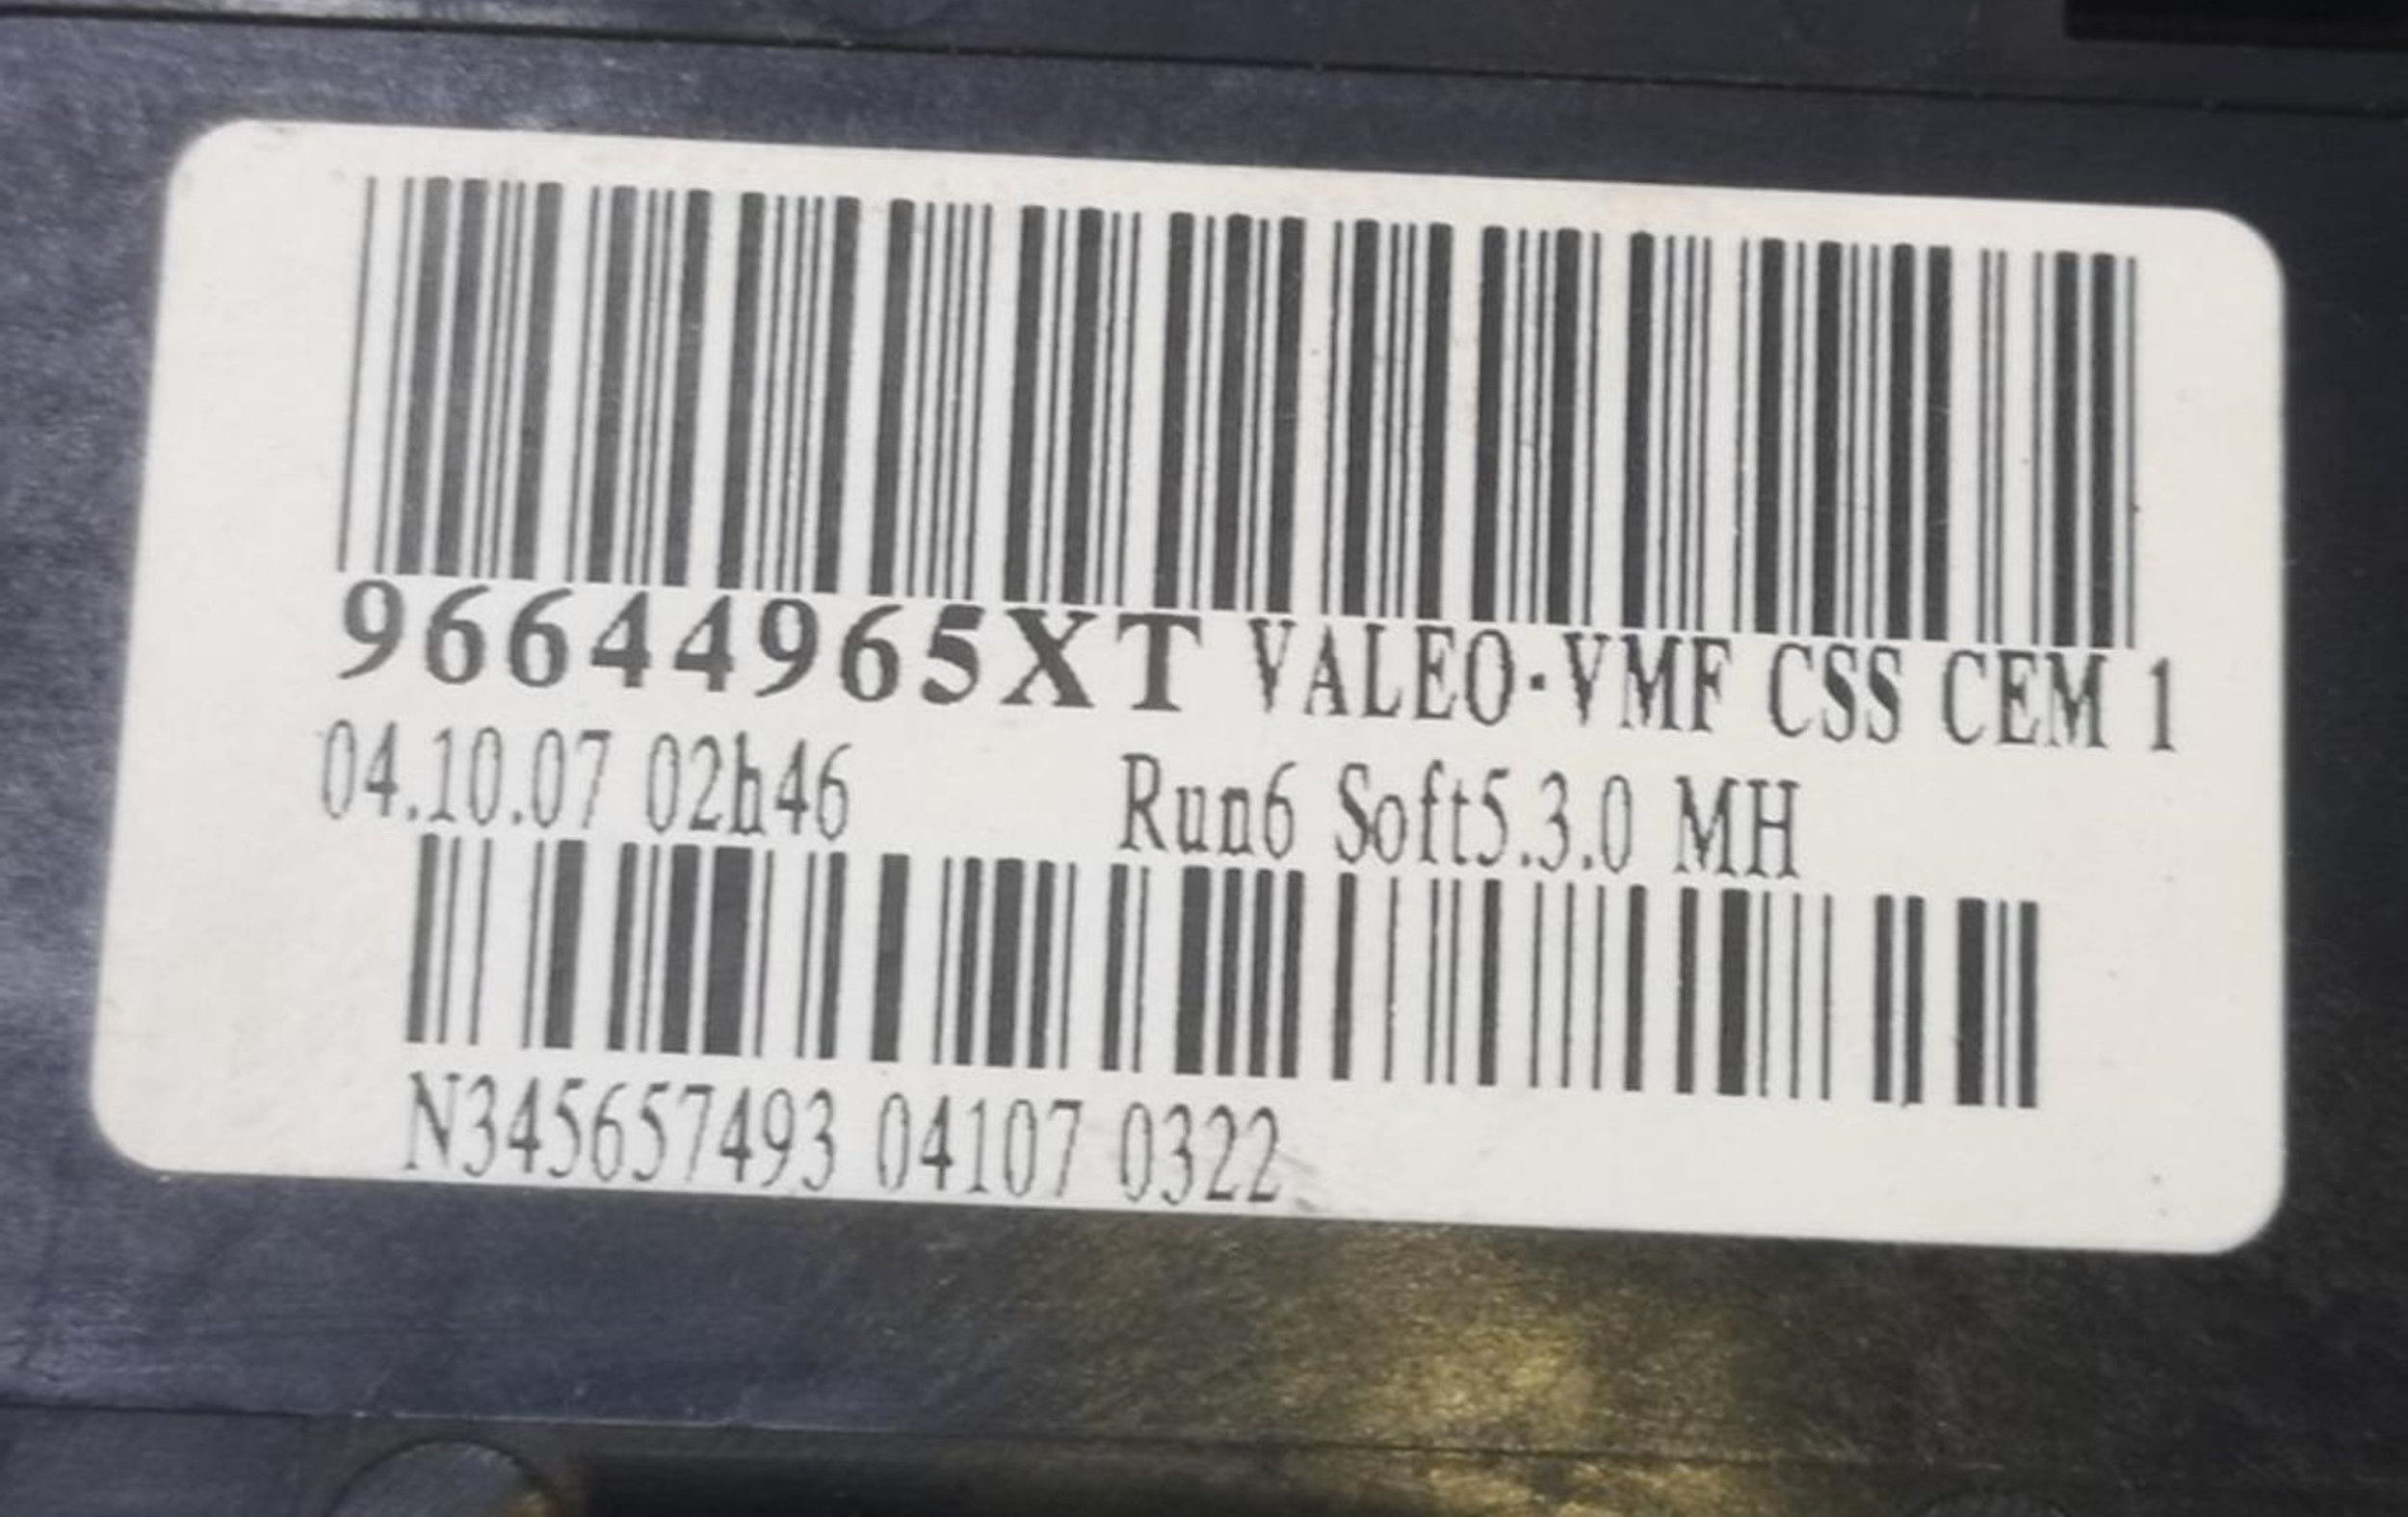 96644965XT VALEO-VMF CSS CEM 1
04.10.07 02h46 Run6 Soft5.3.0 MH
N345657493 04107 0322